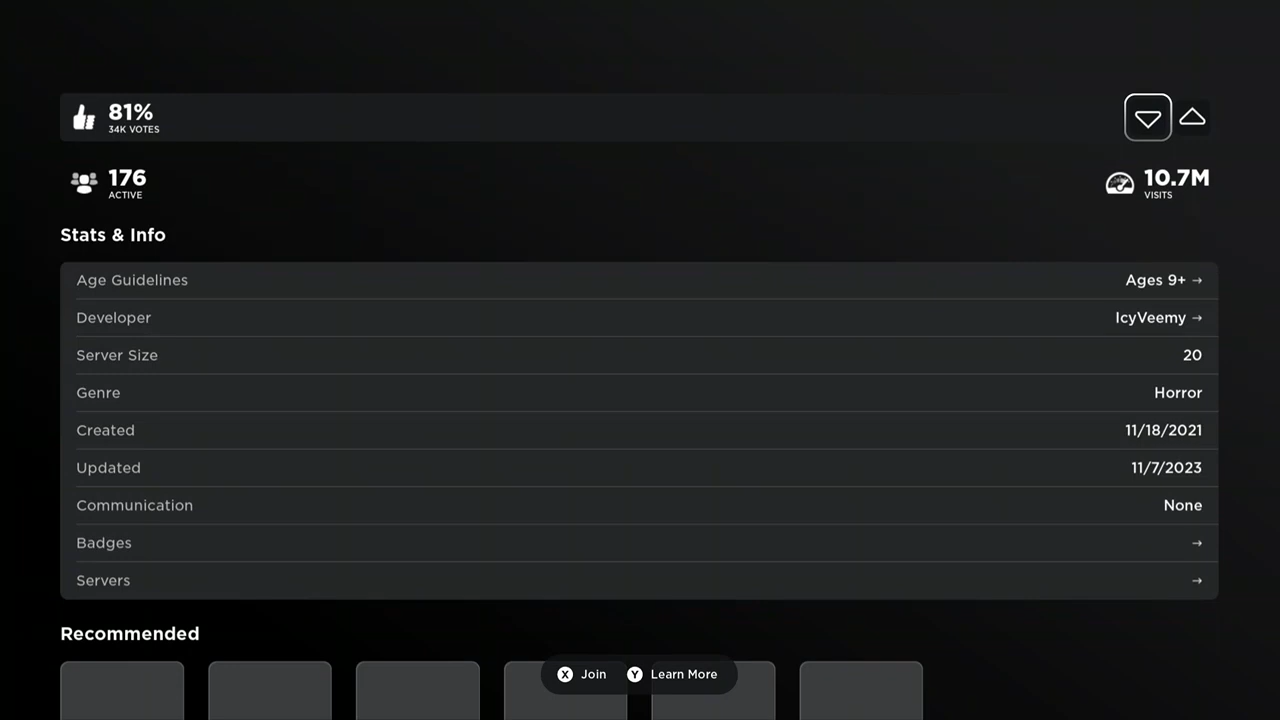 81%
34K VOTES
176
ACTIVE
10.7M
VISITS
Stats & Info
Age Guidelines Ages 9+ →
Developer IcyVeemy →
Server Size 20
Genre Horror
Created 11/18/2021
Updated 11/7/2023
Communication None
Badges →
Servers →
Recommended
X Join Y Learn More